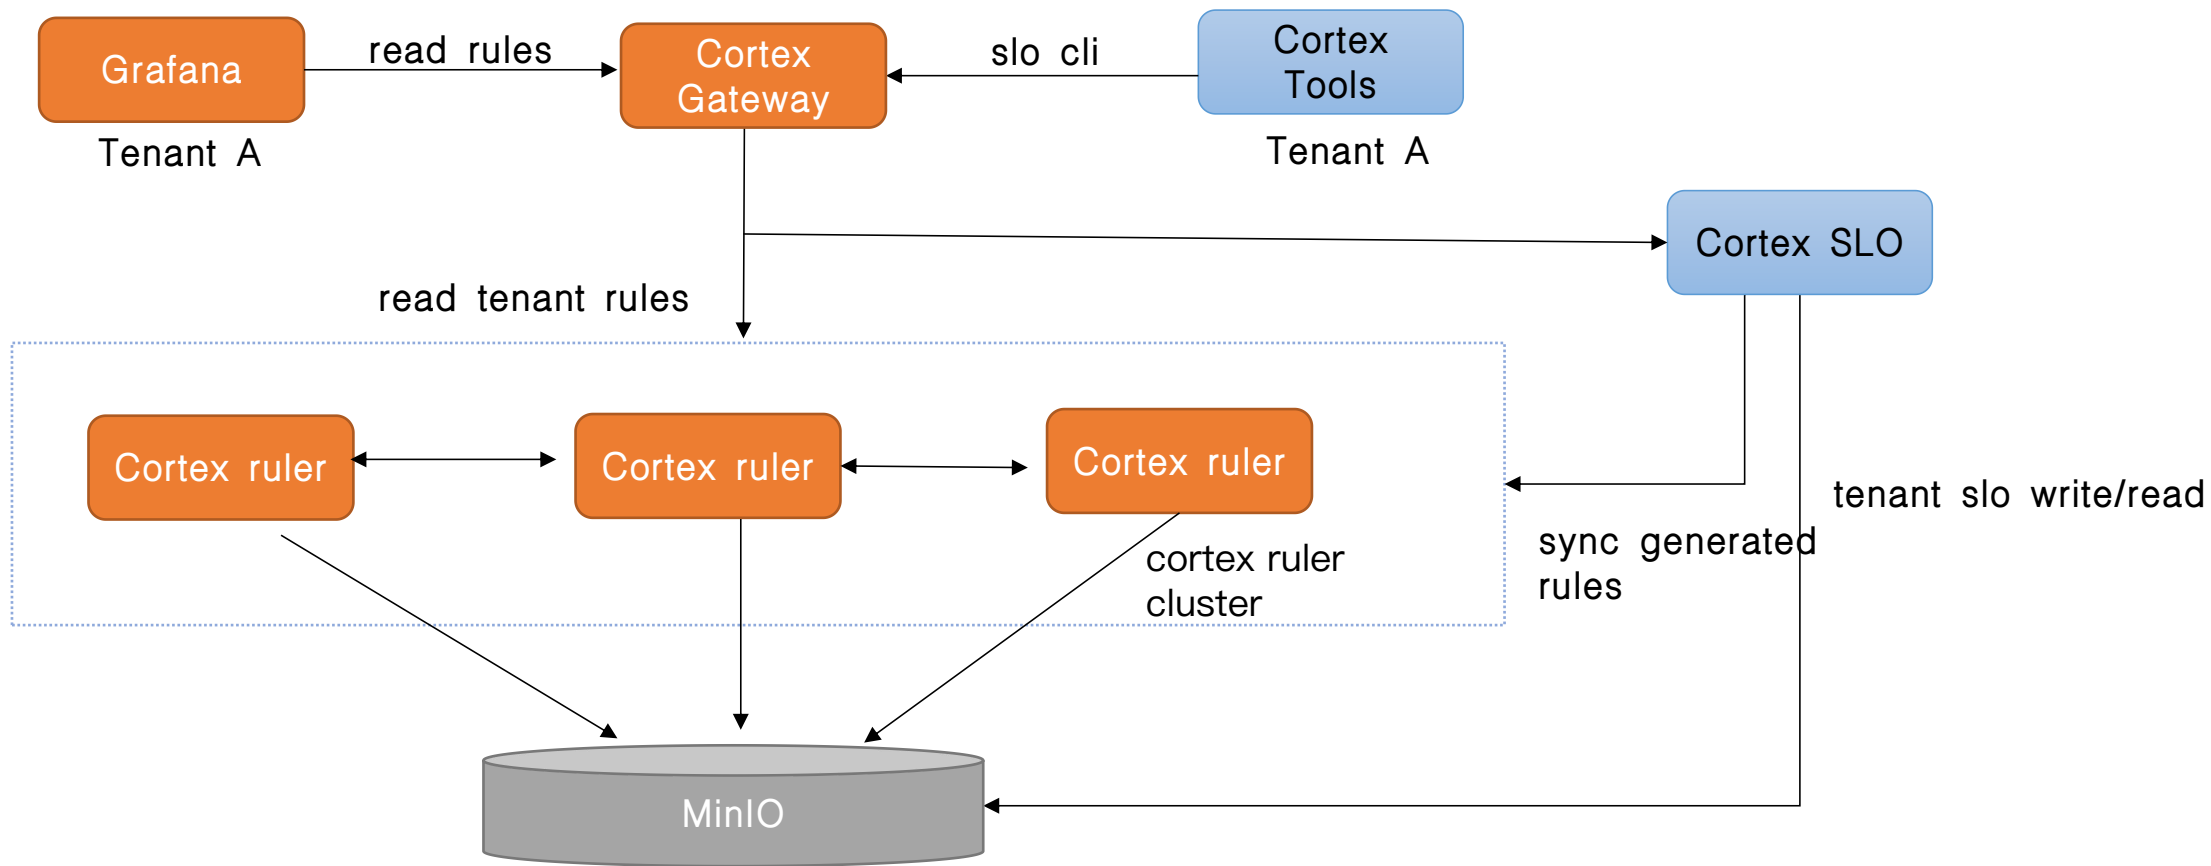 Grafana
read rules
Cortex
Gateway
slo cli
Cortex
Tools
Tenant A
Tenant A
Cortex SLO
read tenant rules
Cortex ruler
Cortex ruler
Cortex ruler
tenant slo write/read
sync generated
rules
cortex ruler
cluster
MinIO